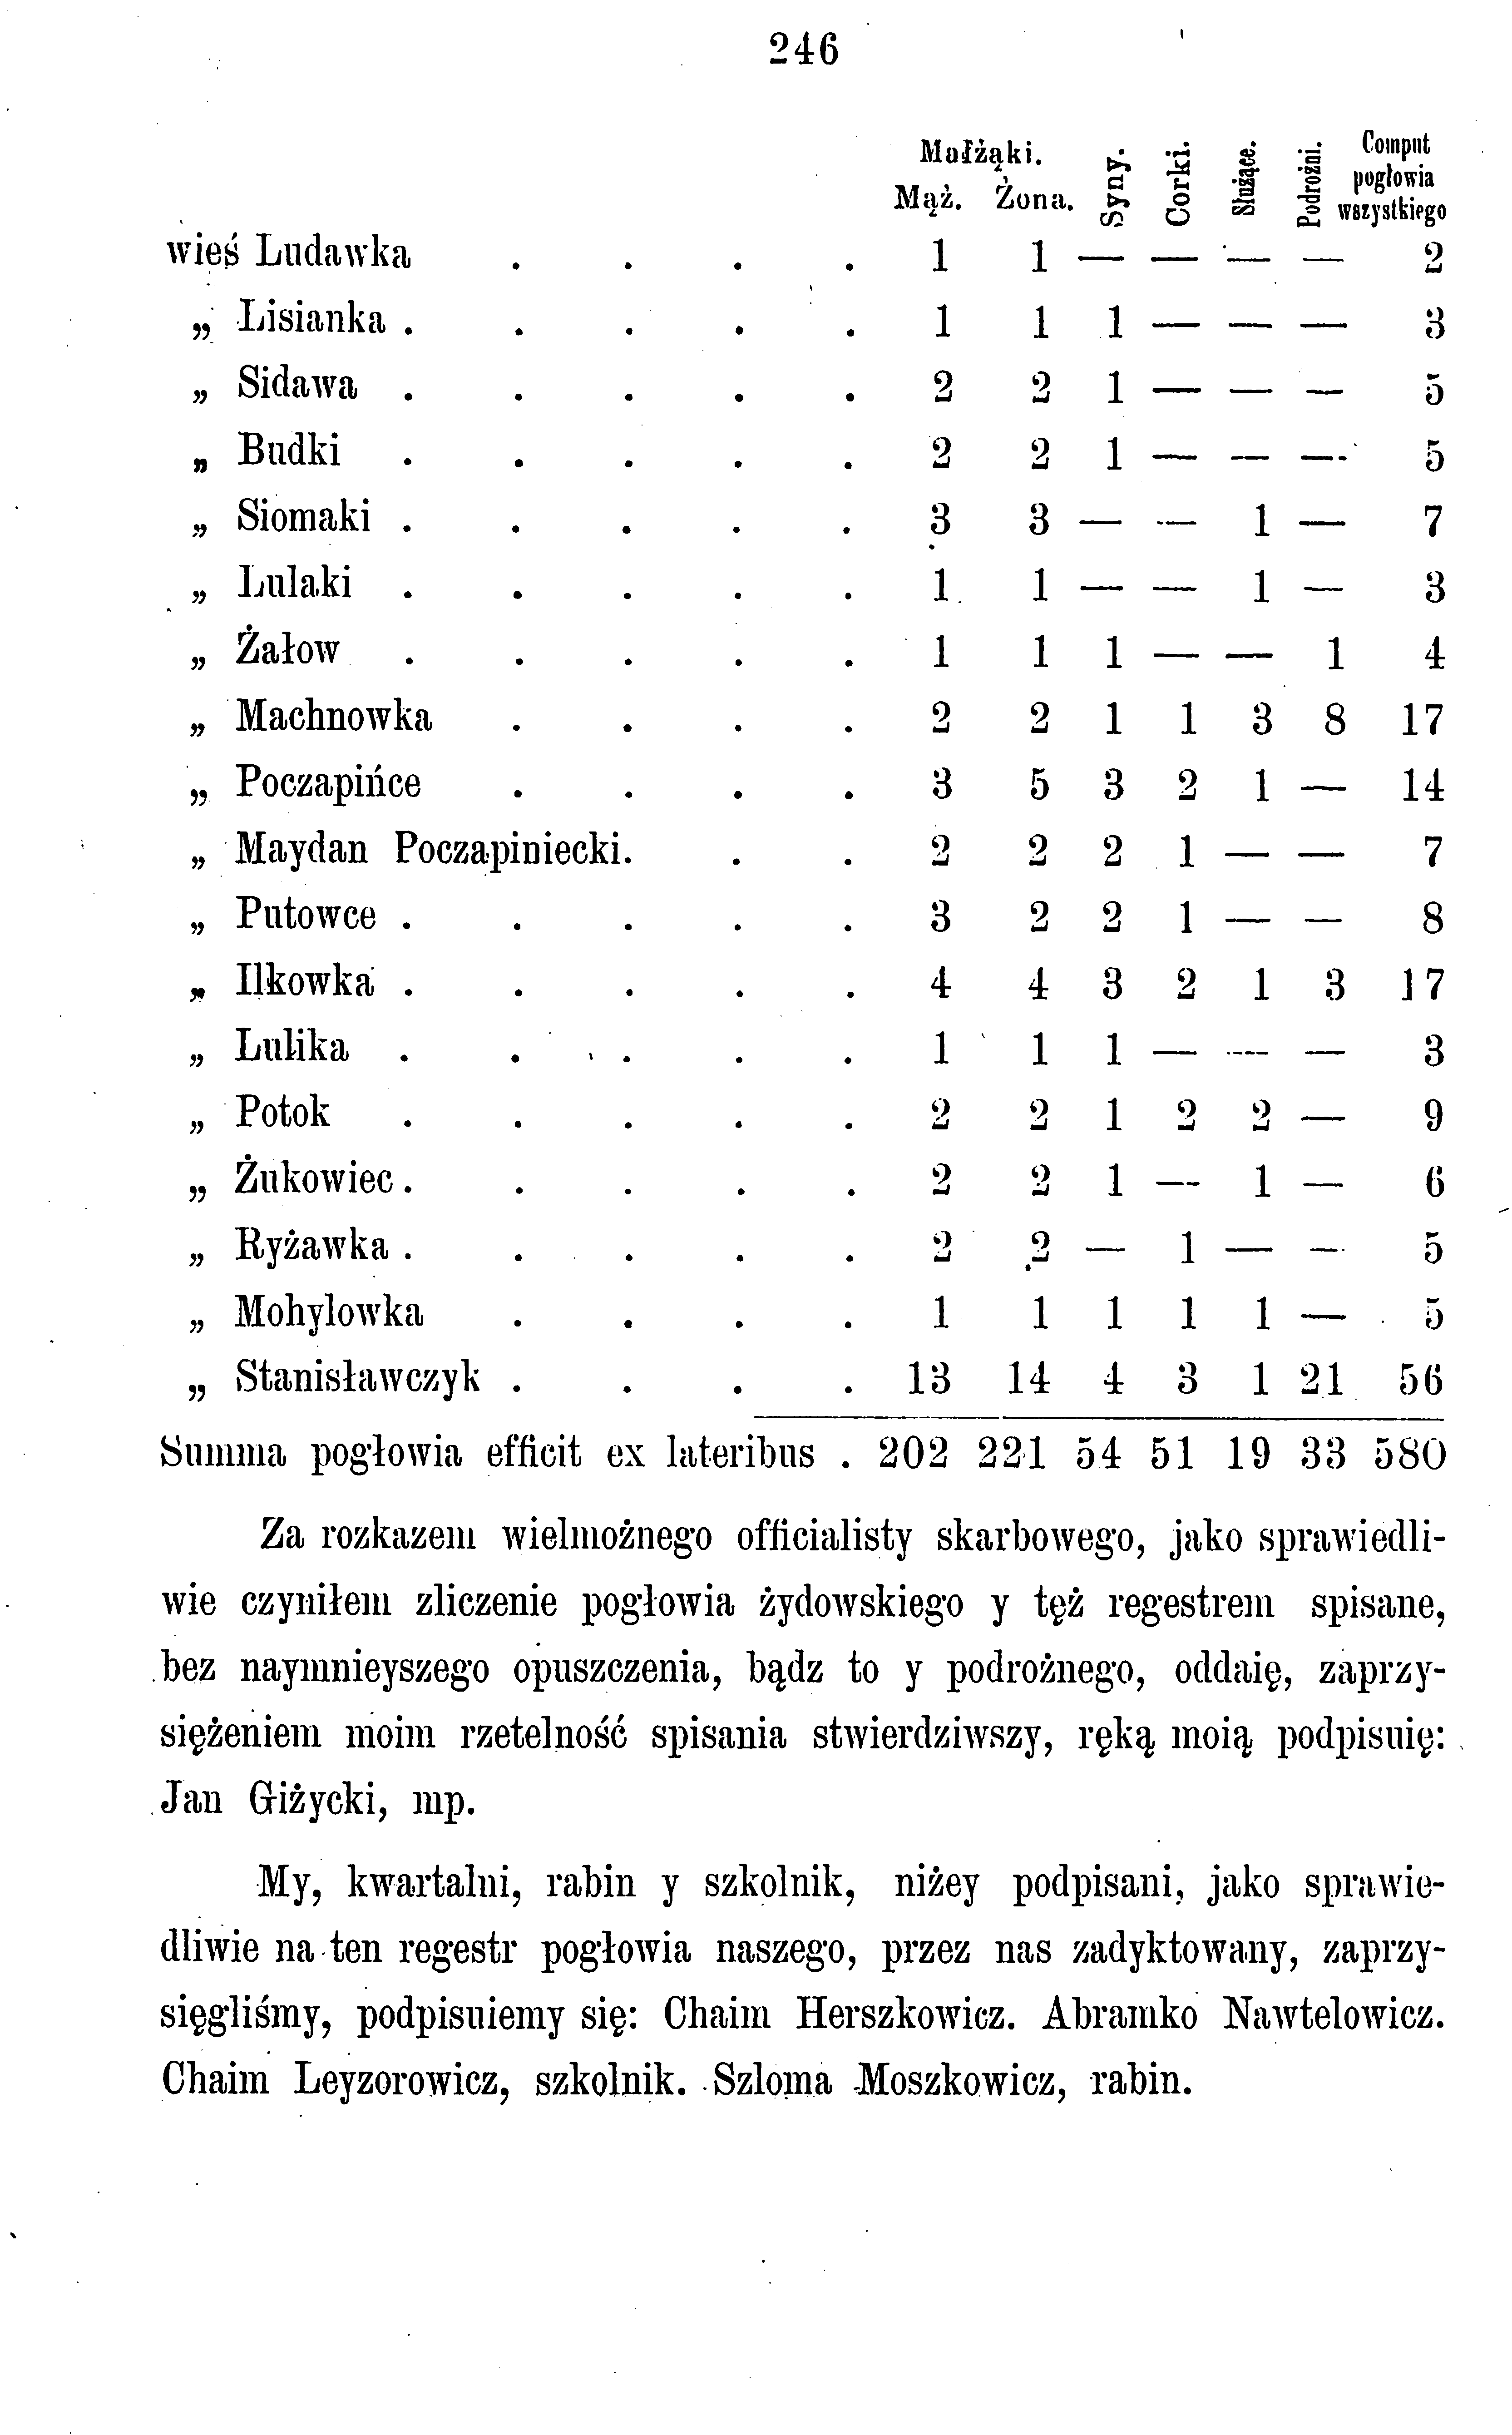 246
Małżąki. Syny. Corki. Służące. Podrożni. Comput
Mąż. Żona. pogłowia
wszystkiego
wieś Ludawka . . . . 1 1 — — — — 2
„ Lisianka . . . . . 1 1 1 — — — 3
„ Sidawa . . . . . 2 2 1 — — — 5
„ Budki . . . . . 2 2 1 — — — 5
„ Siomaki . . . . . 3 3 — — 1 — 7
„ Lulaki . . . . . 1 1 — — 1 — 3
„ Żałow . . . . . 1 1 1 — — 1 4
„ Machnowka . . . . 2 2 1 1 3 8 17
„ Poczapińce . . . . 3 5 3 2 1 — 14
„ Maydan Poczapiniecki. . . 2 2 2 1 — — 7
„ Putowce . . . . . 3 2 2 1 — — 8
„ Ilkowka . . . . . 4 4 3 2 1 3 17
„ Lulika . . . . . 1 1 1 — — — 3
„ Potok . . . . . 2 2 1 2 2 — 9
„ Żukowiec . . . . . 2 2 1 — 1 — 6
„ Ryżawka . . . . . 2 2 — 1 — — 5
„ Mohylowka . . . . 1 1 1 1 1 — 5
„ Stanisławczyk . . . . 13 14 4 3 1 21 56
Summa pogłowia efficit ex lateribus . 202 221 54 51 19 33 580
Za rozkazem wielmożnego officialisty skarbowego, jako sprawiedli-
wie czyniłem zliczenie pogłowia żydowskiego y tęż regestrem spisane,
bez naymnieyszego opuszczenia, bądz to y podrożnego, oddaię, zaprzy-
siężeniem moim rzetelność spisania stwierdziwszy, ręką moią podpisuię:
Jan Giżycki, mp.
My, kwartalni, rabin y szkolnik, niżey podpisani, jako sprawie-
dliwie na ten regestr pogłowia naszego, przez nas zadyktowany, zaprzy-
sięgliśmy, podpisuiemy się: Chaim Herszkowicz. Abramko Nawtelowicz.
Chaim Leyzorowicz, szkolnik. Szloma Moszkowicz, rabin.